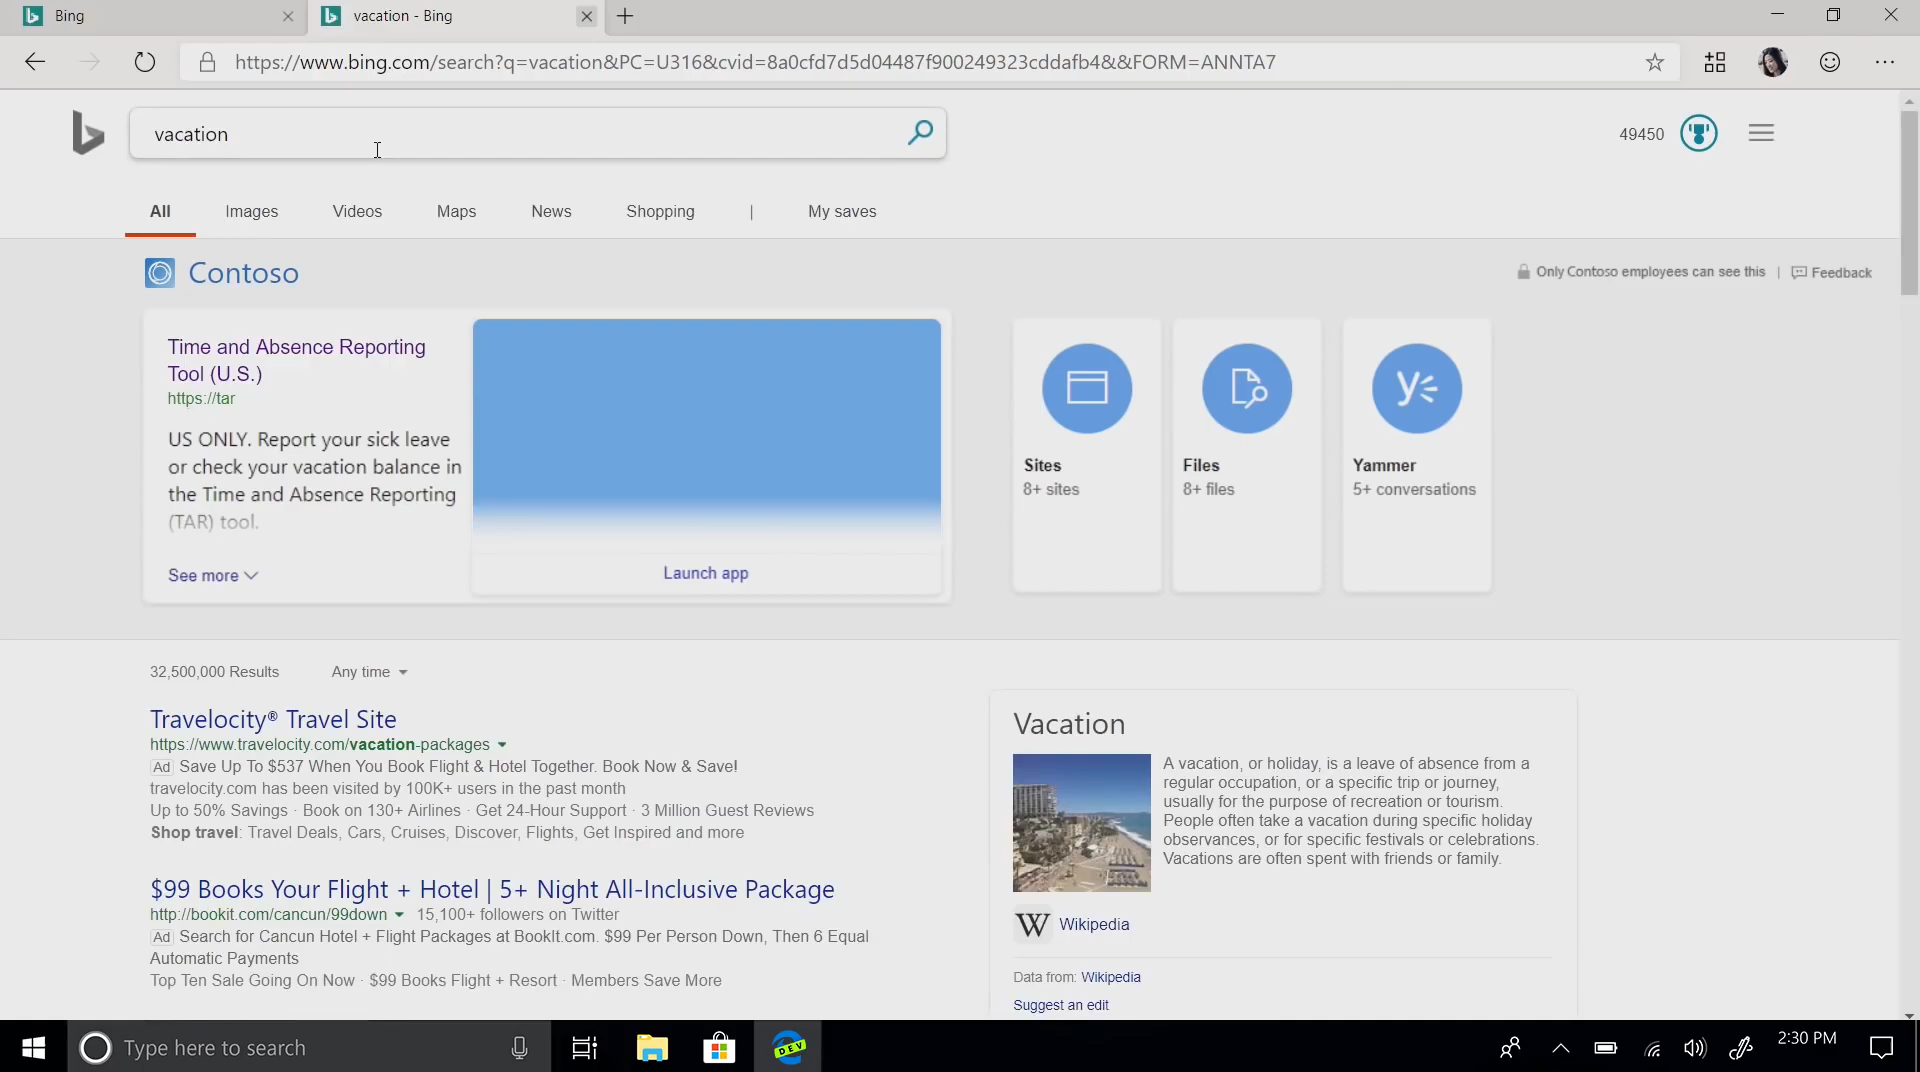 Bing
vacation - Bing
https://www.bing.com/search?q=vacation&PC=U316&cvid=8a0cfd7d5d04487f900249323cddafb4&&FORM=ANNTA7
vacation
49450
All Images Videos Maps News Shopping | My saves
Contoso
Only Contoso employees can see this | Feedback
Time and Absence Reporting
Tool (U.S.)
https://tar
US ONLY. Report your sick leave
or check your vacation balance in
the Time and Absence Reporting
(TAR) tool.
See more
Launch app
Sites
8+ sites
Files
8+ files
Yammer
5+ conversations
32,500,000 Results Any time
Travelocity® Travel Site
https://www.travelocity.com/vacation-packages
Ad Save Up To $537 When You Book Flight & Hotel Together. Book Now & Save!
travelocity.com has been visited by 100K+ users in the past month
Up to 50% Savings · Book on 130+ Airlines · Get 24-Hour Support · 3 Million Guest Reviews
Shop travel: Travel Deals, Cars, Cruises, Discover, Flights, Get Inspired and more
$99 Books Your Flight + Hotel | 5+ Night All-Inclusive Package
http://bookit.com/cancun/99down 15,100+ followers on Twitter
Ad Search for Cancun Hotel + Flight Packages at BookIt.com. $99 Per Person Down, Then 6 Equal
Automatic Payments
Top Ten Sale Going On Now · $99 Books Flight + Resort · Members Save More
Vacation
A vacation, or holiday, is a leave of absence from a
regular occupation, or a specific trip or journey,
usually for the purpose of recreation or tourism.
People often take a vacation during specific holiday
observances, or for specific festivals or celebrations.
Vacations are often spent with friends or family.
W Wikipedia
Data from: Wikipedia
Suggest an edit
Type here to search
DEV
2:30 PM